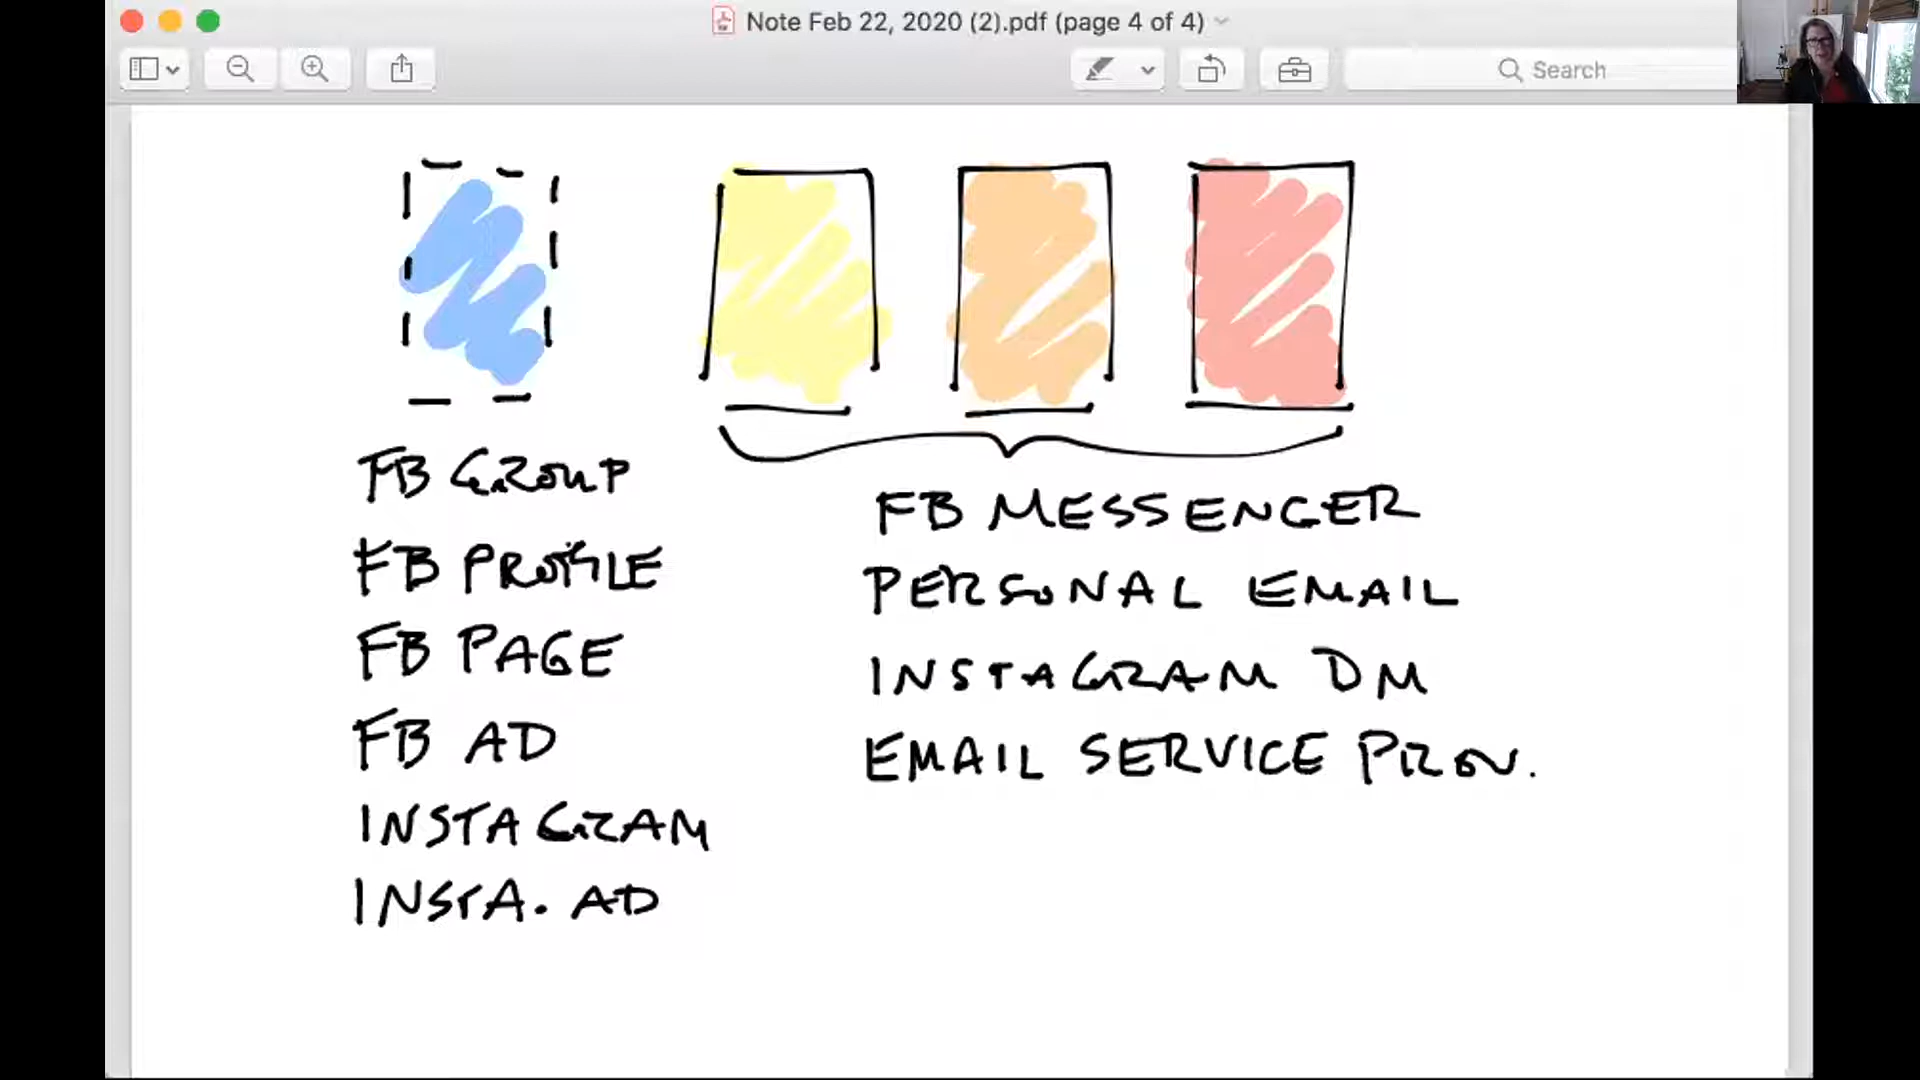 Note Feb 22, 2020 (2).pdf (page 4 of 4)
Search
FB GROUP
FB PROFILE
FB PAGE
FB AD
INSTAGRAM
INSTA. AD
FB MESSENGER
PERSONAL EMAIL
INSTAGRAM DM
EMAIL SERVICE PROV.